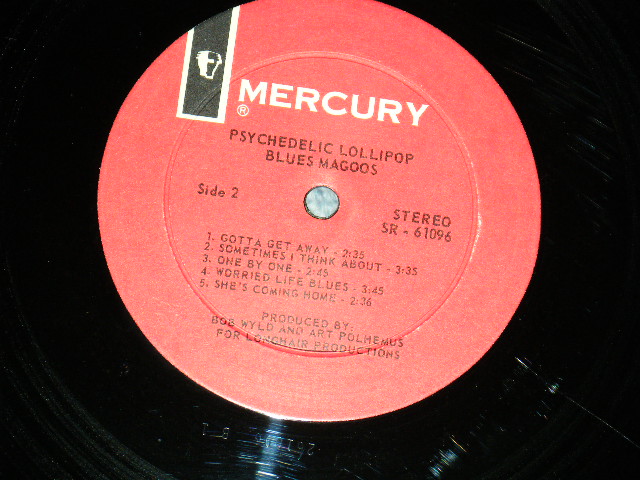 MERCURY
®
PSYCHEDELIC LOLLIPOP
BLUES MAGOOS
Side 2
STEREO
SR - 61096
1. GOTTA GET AWAY - 2:35
2. SOMETIMES I THINK ABOUT - 3:35
3. ONE BY ONE - 2:45
4. WORRIED LIFE BLUES - 3:45
5. SHE'S COMING HOME - 2:36
PRODUCED BY:
BOB WYLD AND ART POLHEMUS
FOR LONGHAIR PRODUCTIONS